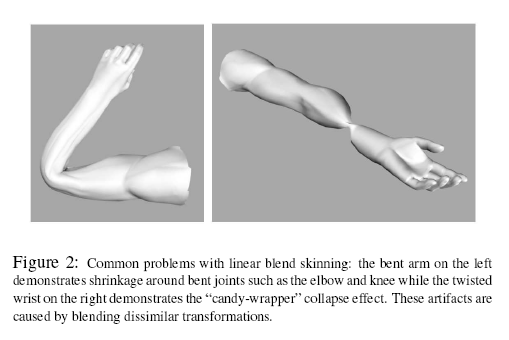 Figure 2: Common problems with linear blend skinning: the bent arm on the left
demonstrates shrinkage around bent joints such as the elbow and knee while the twisted
wrist on the right demonstrates the “candy-wrapper” collapse effect. These artifacts are
caused by blending dissimilar transformations.